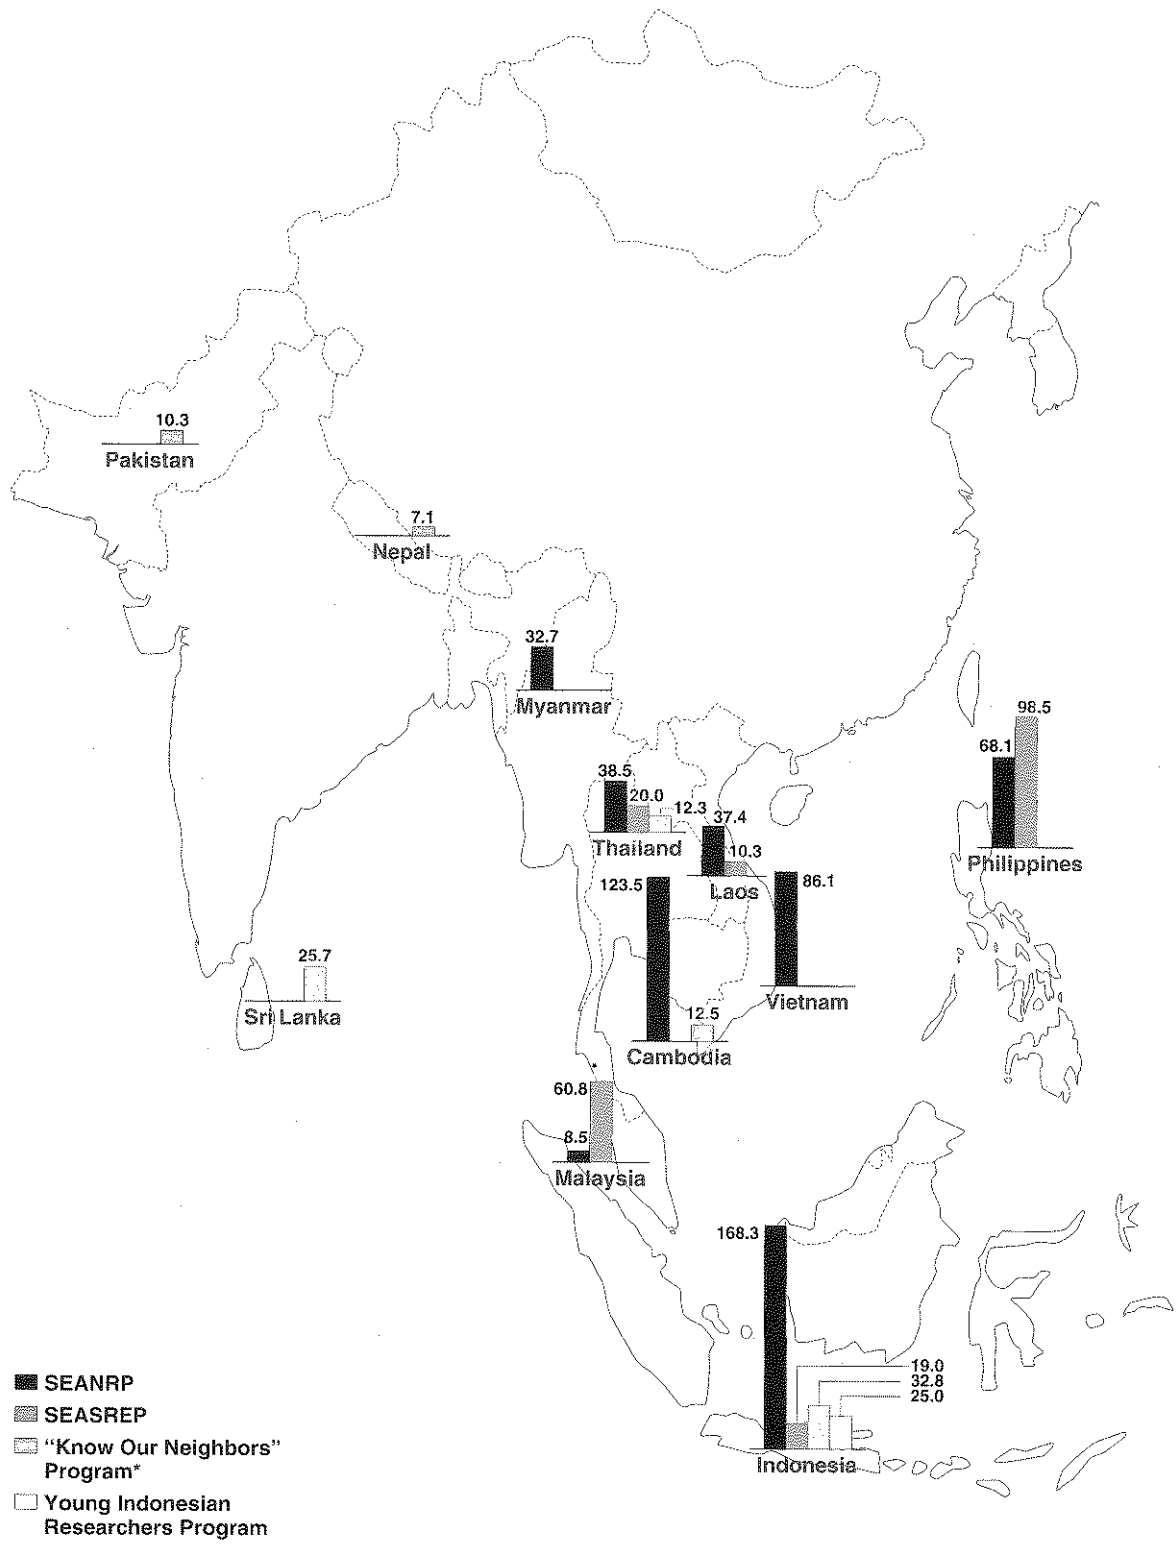 10.3
Pakistan
7.1
Nepal
32.7
Myanmar
98.5
68.1
Philippines
38.5
20.0
12.3
Thailand
37.4
10.3
Laos
123.5
12.5
Cambodia
86.1
Vietnam
25.7
Sri Lanka
60.8
8.5
Malaysia
168.3
19.0
32.8
25.0
Indonesia
SEANRP
SEASREP
“Know Our Neighbors”
Program*
Young Indonesian
Researchers Program